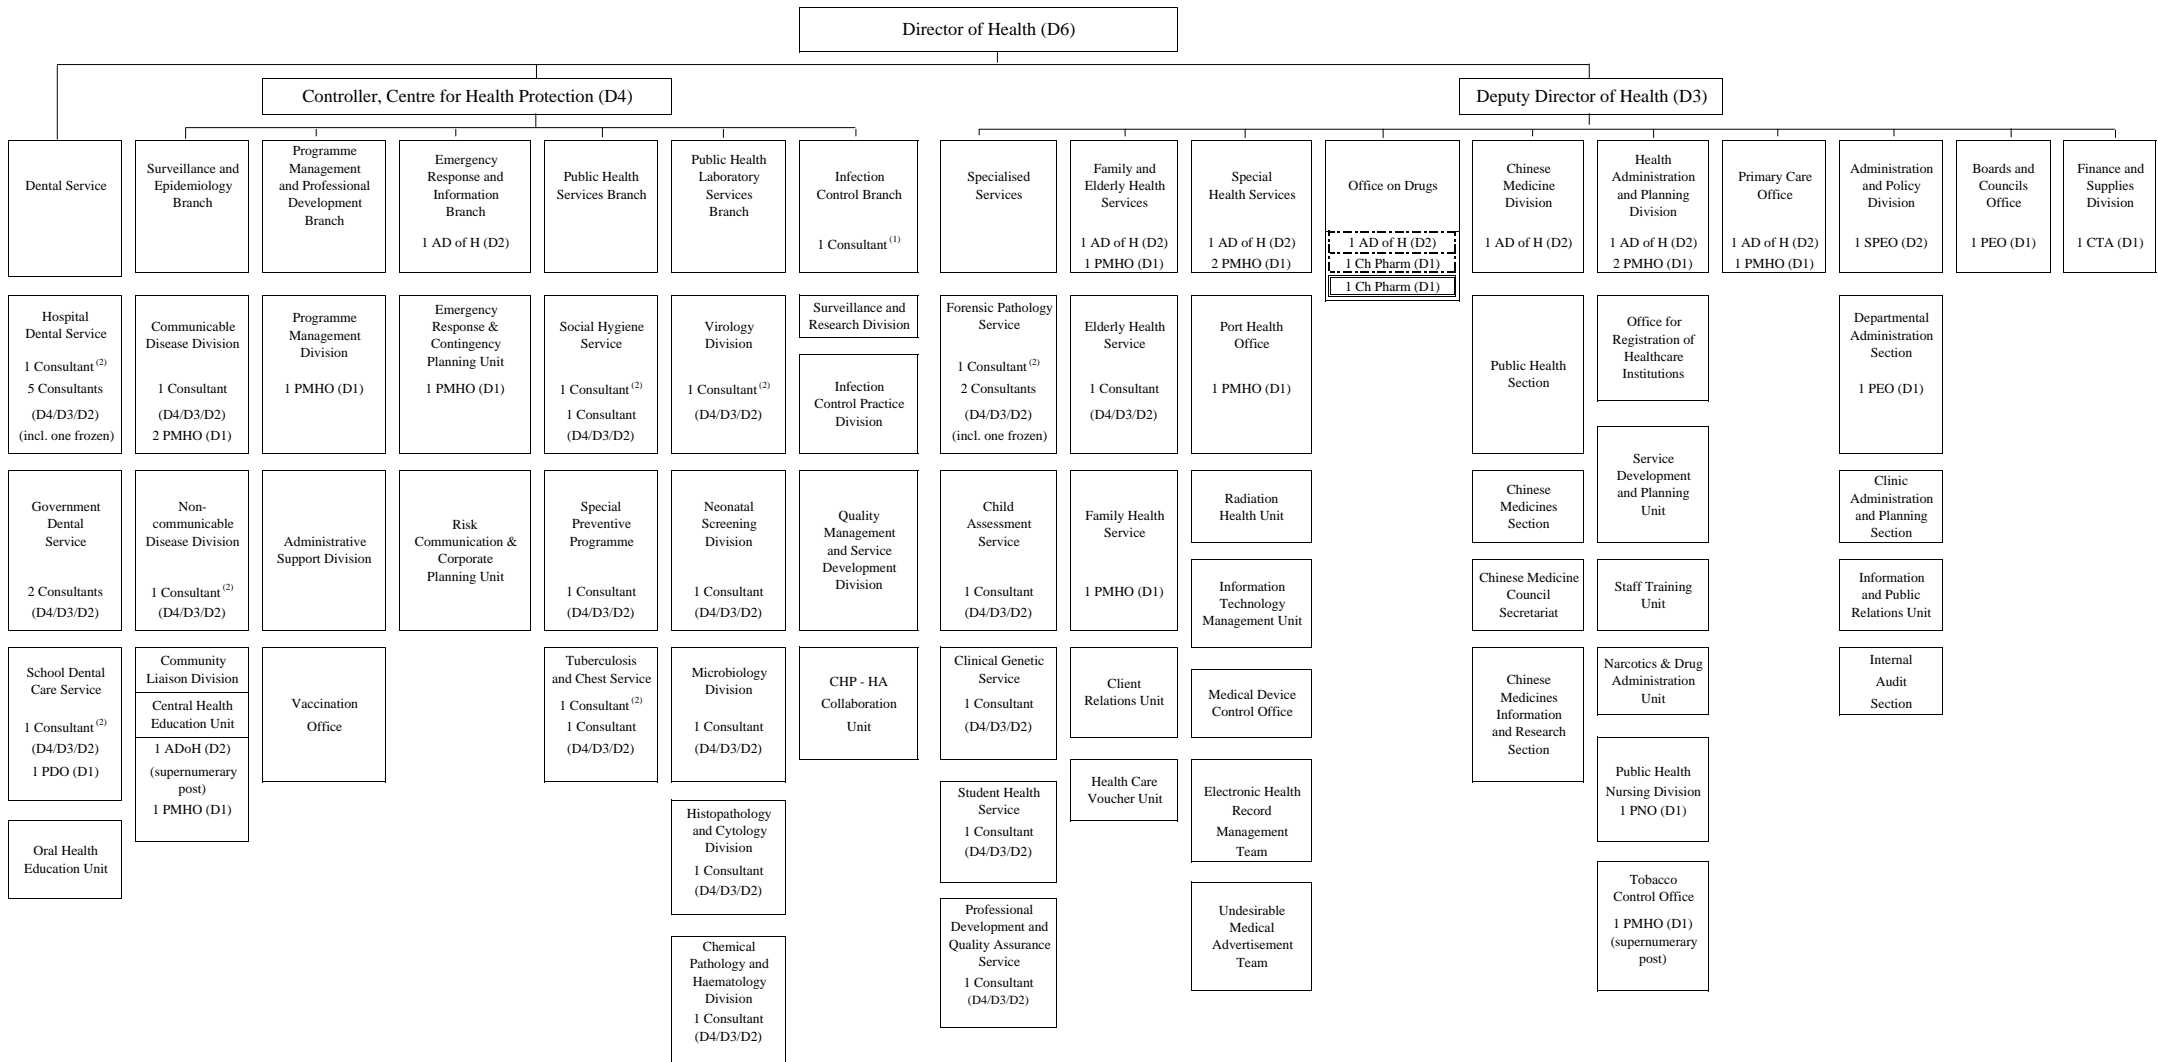 Director of Health (D6)
Controller, Centre for Health Protection (D4)
Deputy Director of Health (D3)
Dental Service
Surveillance and
Epidemiology
Branch
Programme
Management
and Professional
Development
Branch
Emergency
Response and
Information
Branch
1 AD of H (D2)
Public Health
Services Branch
Public Health
Laboratory
Services
Branch
Infection
Control Branch
1 Consultant (1)
Specialised
Services
Family and
Elderly Health
Services
1 AD of H (D2)
1 PMHO (D1)
Special
Health Services
1 AD of H (D2)
2 PMHO (D1)
Office on Drugs
1 AD of H (D2)
1 Ch Pharm (D1)
1 Ch Pharm (D1)
Chinese
Medicine
Division
1 AD of H (D2)
Health
Administration
and Planning
Division
1 AD of H (D2)
2 PMHO (D1)
Primary Care
Office
1 AD of H (D2)
1 PMHO (D1)
Administration
and Policy
Division
1 SPEO (D2)
Boards and
Councils
Office
1 PEO (D1)
Finance and
Supplies
Division
1 CTA (D1)
Hospital
Dental Service
1 Consultant (2)
5 Consultants
(D4/D3/D2)
(incl. one frozen)
Communicable
Disease Division
1 Consultant
(D4/D3/D2)
2 PMHO (D1)
Programme
Management
Division
1 PMHO (D1)
Emergency
Response &
Contingency
Planning Unit
1 PMHO (D1)
Social Hygiene
Service
1 Consultant (2)
1 Consultant
(D4/D3/D2)
Virology
Division
1 Consultant (2)
(D4/D3/D2)
Surveillance and
Research Division
Infection
Control Practice
Division
Forensic Pathology
Service
1 Consultant (2)
2 Consultants
(D4/D3/D2)
(incl. one frozen)
Elderly Health
Service
1 Consultant
(D4/D3/D2)
Port Health
Office
1 PMHO (D1)
Public Health
Section
Office for
Registration of
Healthcare
Institutions
Service
Development
and Planning
Unit
Departmental
Administration
Section
1 PEO (D1)
Government
Dental
Service
2 Consultants
(D4/D3/D2)
Non-
communicable
Disease Division
1 Consultant (2)
(D4/D3/D2)
Administrative
Support Division
Risk
Communication &
Corporate
Planning Unit
Special
Preventive
Programme
1 Consultant
(D4/D3/D2)
Neonatal
Screening
Division
1 Consultant
(D4/D3/D2)
Quality
Management
and Service
Development
Division
Child
Assessment
Service
1 Consultant
(D4/D3/D2)
Family Health
Service
1 PMHO (D1)
Radiation
Health Unit
Information
Technology
Management Unit
Chinese
Medicines
Section
Chinese Medicine
Council
Secretariat
Staff Training
Unit
Clinic
Administration
and Planning
Section
Information
and Public
Relations Unit
School Dental
Care Service
1 Consultant (2)
(D4/D3/D2)
1 PDO (D1)
Community
Liaison Division
Central Health
Education Unit
1 ADoH (D2)
(supernumerary
post)
1 PMHO (D1)
Vaccination
Office
Tuberculosis
and Chest Service
1 Consultant (2)
1 Consultant
(D4/D3/D2)
Microbiology
Division
1 Consultant
(D4/D3/D2)
CHP - HA
Collaboration
Unit
Clinical Genetic
Service
1 Consultant
(D4/D3/D2)
Client
Relations Unit
Medical Device
Control Office
Chinese
Medicines
Information
and Research
Section
Narcotics & Drug
Administration
Unit
Internal
Audit
Section
Oral Health
Education Unit
Histopathology
and Cytology
Division
1 Consultant
(D4/D3/D2)
Student Health
Service
1 Consultant
(D4/D3/D2)
Health Care
Voucher Unit
Electronic Health
Record
Management
Team
Public Health
Nursing Division
1 PNO (D1)
Chemical
Pathology and
Haematology
Division
1 Consultant
(D4/D3/D2)
Professional
Development and
Quality Assurance
Service
1 Consultant
(D4/D3/D2)
Undesirable
Medical
Advertisement
Team
Tobacco
Control Office
1 PMHO (D1)
(supernumerary
post)